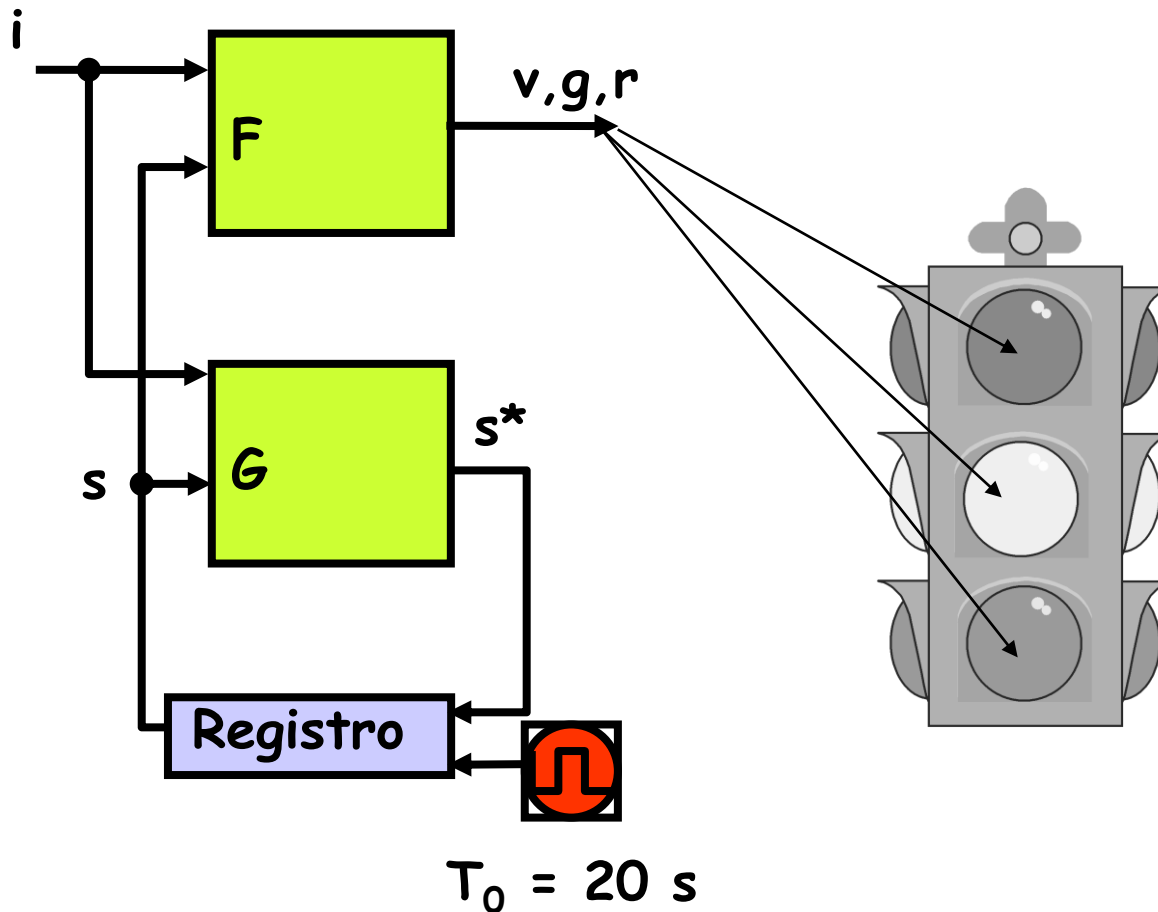 i
v,g,r
F
s*
G
s
Registro
T₀ = 20 s